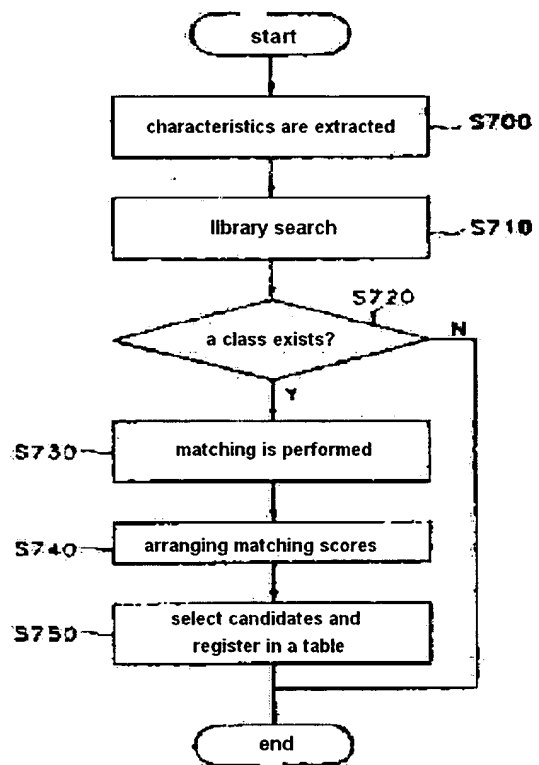 start
characteristics are extracted
S700
library search
S710
S720
a class exists?
N
Y
S730
matching is performed
S740
arranging matching scores
S750
select candidates and
register in a table
end